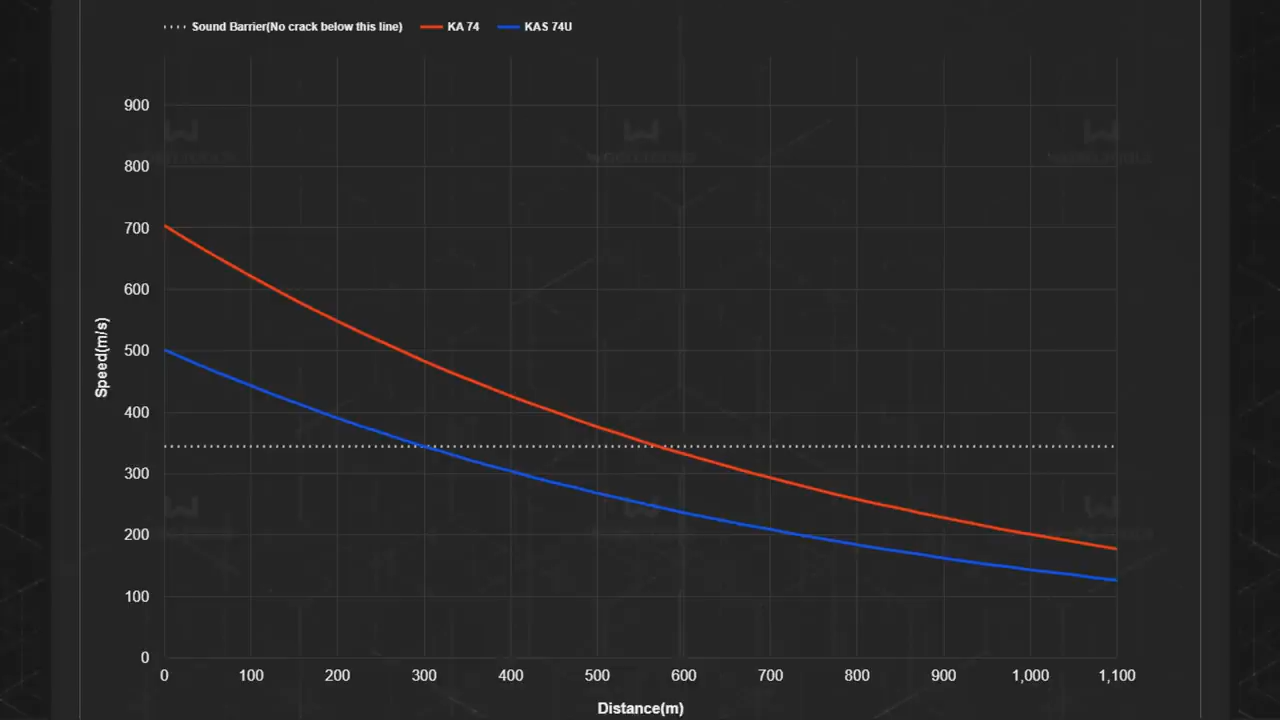 Sound Barrier(No crack below this line) KA 74 KAS 74U
900
800
700
600
500
400
300
200
100
0
Speed(m/s)
0 100 200 300 400 500 600 700 800 900 1,000 1,100
Distance(m)